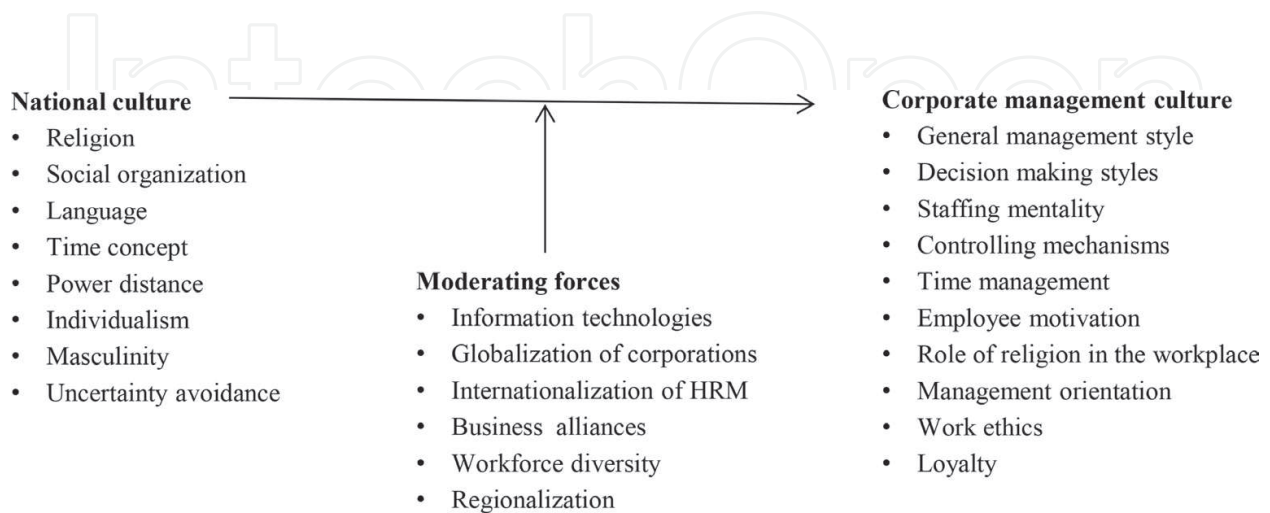 IntechOpen
National culture
• Religion
• Social organization
• Language
• Time concept
• Power distance
• Individualism
• Masculinity
• Uncertainty avoidance
Moderating forces
• Information technologies
• Globalization of corporations
• Internationalization of HRM
• Business alliances
• Workforce diversity
• Regionalization
Corporate management culture
• General management style
• Decision making styles
• Staffing mentality
• Controlling mechanisms
• Time management
• Employee motivation
• Role of religion in the workplace
• Management orientation
• Work ethics
• Loyalty